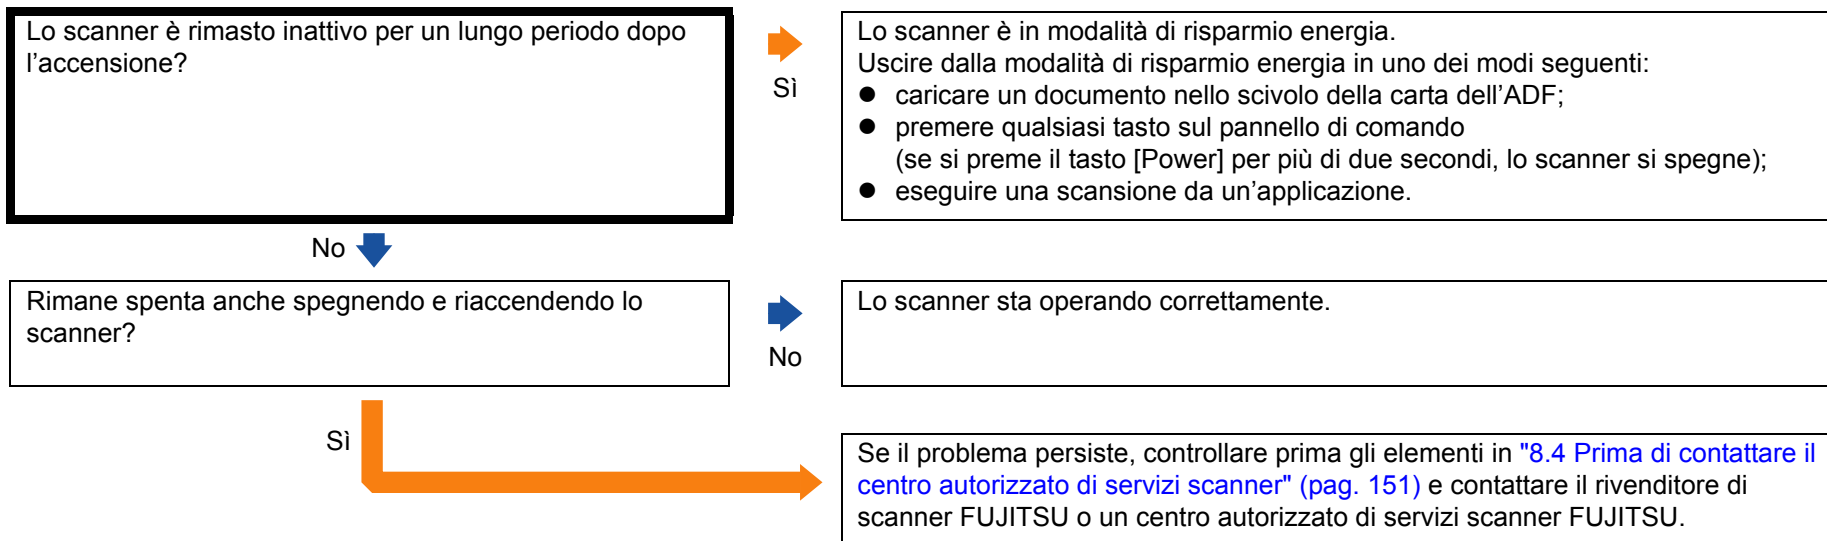 Lo scanner è rimasto inattivo per un lungo periodo dopo
l'accensione?
Sì
Lo scanner è in modalità di risparmio energia.
Uscire dalla modalità di risparmio energia in uno dei modi seguenti:
● caricare un documento nello scivolo della carta dell'ADF;
● premere qualsiasi tasto sul pannello di comando
(se si preme il tasto [Power] per più di due secondi, lo scanner si spegne);
● eseguire una scansione da un'applicazione.
No
Rimane spenta anche spegnendo e riaccendendo lo
scanner?
No
Lo scanner sta operando correttamente.
Sì
Se il problema persiste, controllare prima gli elementi in "8.4 Prima di contattare il
centro autorizzato di servizi scanner" (pag. 151) e contattare il rivenditore di
scanner FUJITSU o un centro autorizzato di servizi scanner FUJITSU.